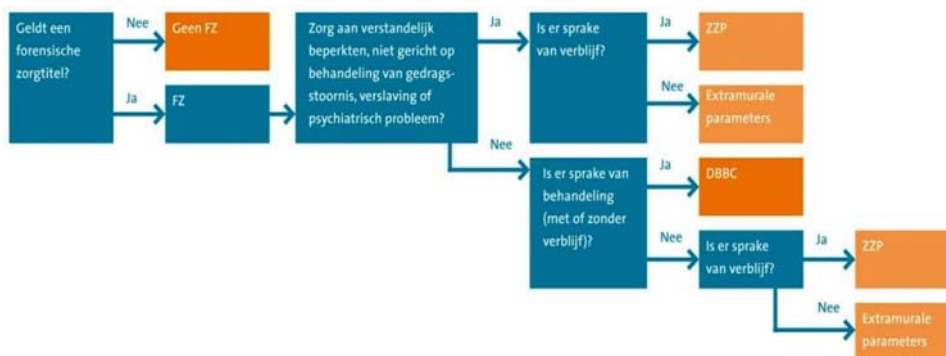 Geldt een
forensische
zorgtitel?
Nee
Geen FZ
Ja
FZ
Zorg aan verstandelijk
beperkten, niet gericht op
behandeling van gedrags-
stoornis, verslaving of
psychiatrisch probleem?
Ja
Is er sprake
van verblijf?
Ja
ZZP
Nee
Extramurale
parameters
Nee
Is er sprake van
behandeling
(met of zonder
verblijf)?
Ja
DBBC
Nee
Is er sprake
van verblijf?
Ja
ZZP
Nee
Extramurale
parameters